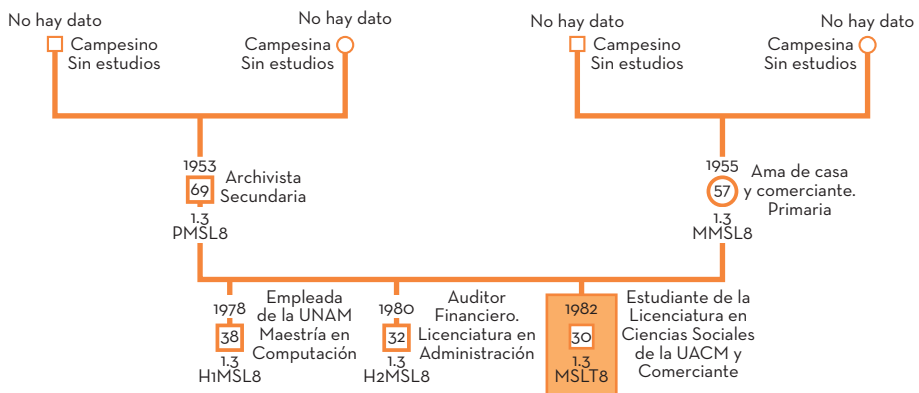 No hay dato
Campesino
Sin estudios
No hay dato
Campesina
Sin estudios
No hay dato
Campesino
Sin estudios
No hay dato
Campesina
Sin estudios
1953
69
Archivista
Secundaria
1.3
PMSL8
1955
57
Ama de casa
y comerciante.
Primaria
1.3
MMSL8
1978
38
Empleada
de la UNAM
Maestría en
Computación
1.3
H1MSL8
1980
32
Auditor
Financiero.
Licenciatura en
Administración
1.3
H2MSL8
1982
30
Estudiante de la
Licenciatura en
Ciencias Sociales
de la UACM y
Comerciante
1.3
MSLT8